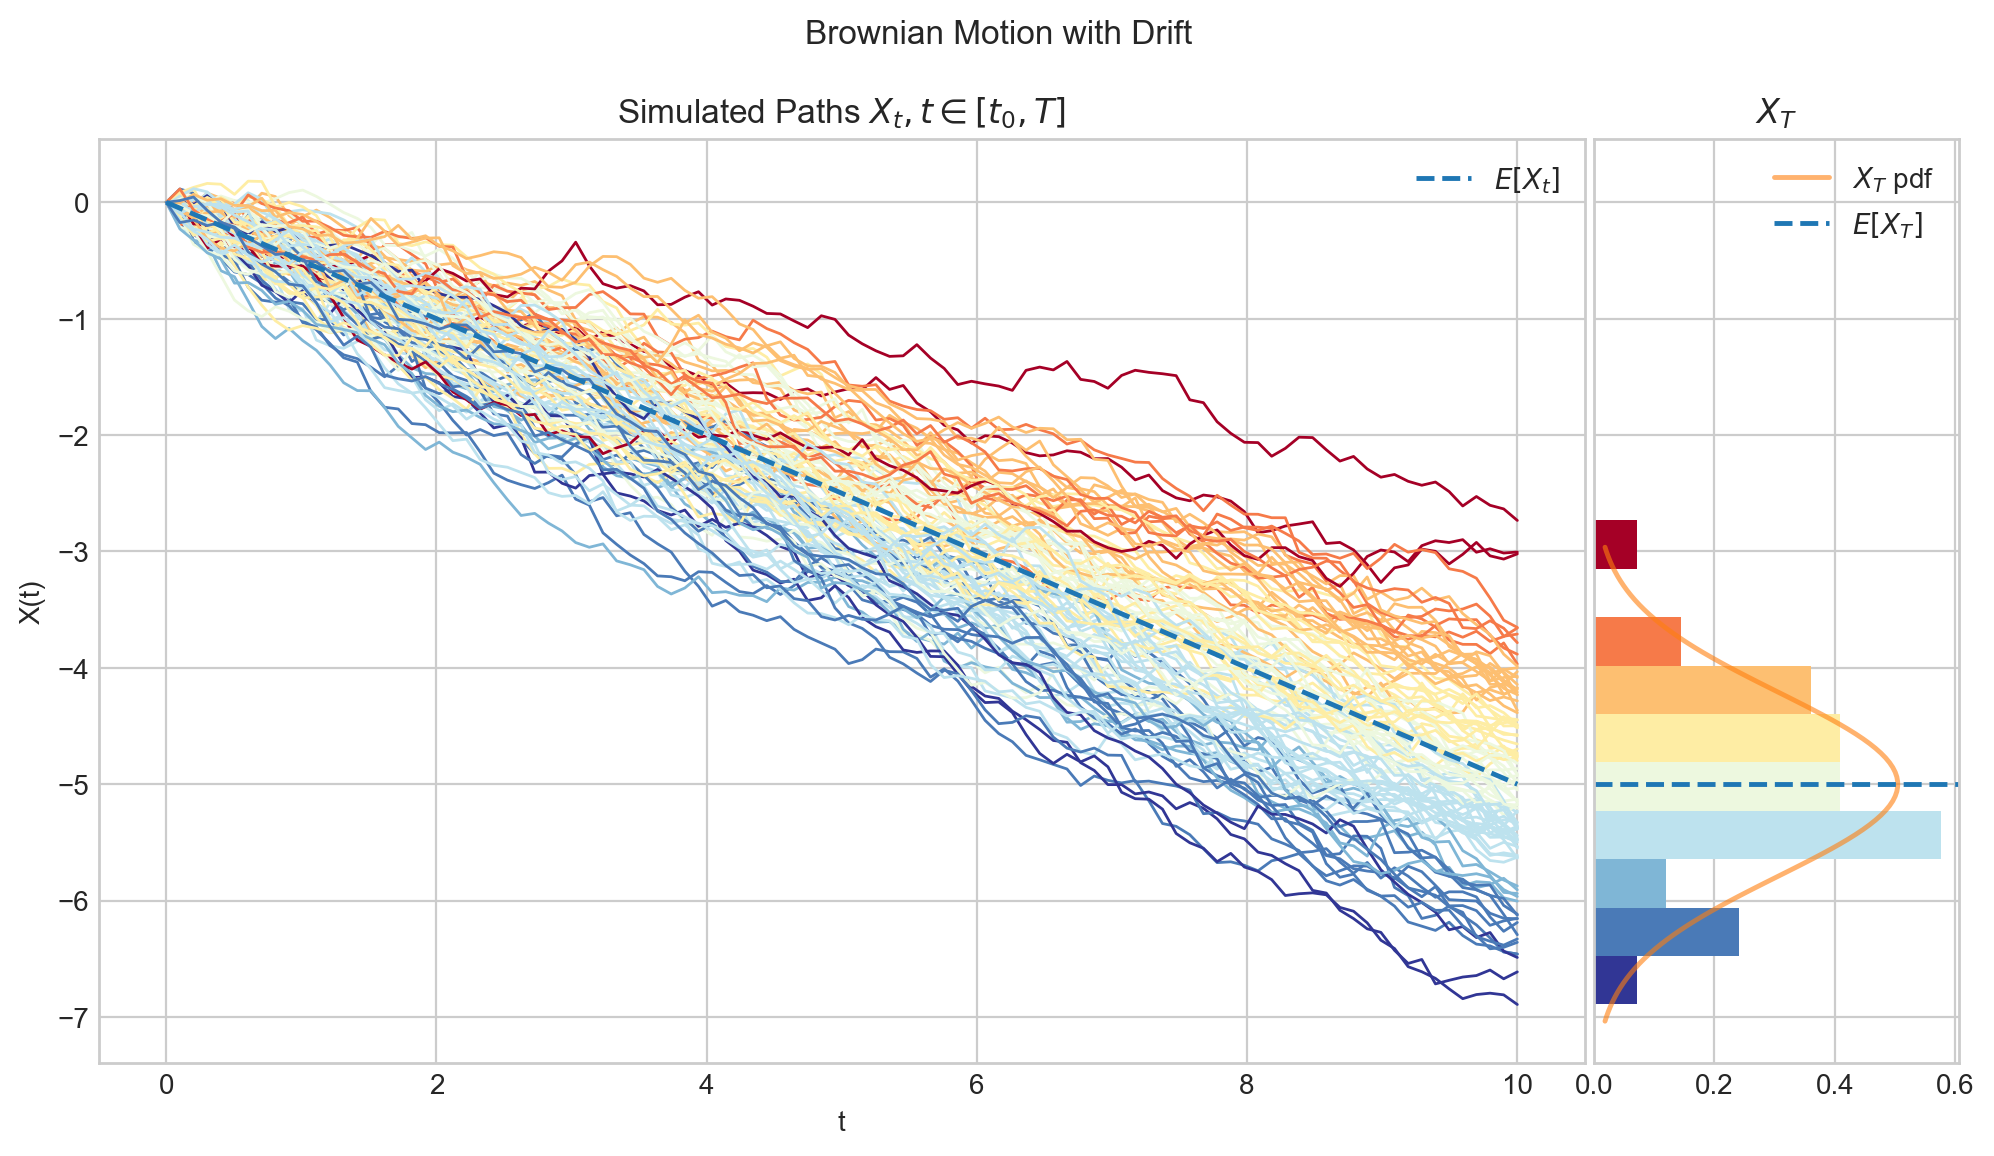 Brownian Motion with Drift
Simulated Paths $X_t, t \in [t_0, T]$
$X_T$
$E[X_t]$
$X_T$ pdf
$E[X_T]$
X(t)
0
−1
−2
−3
−4
−5
−6
−7
0 2 4 6 8 10
0.0 0.2 0.4 0.6
t